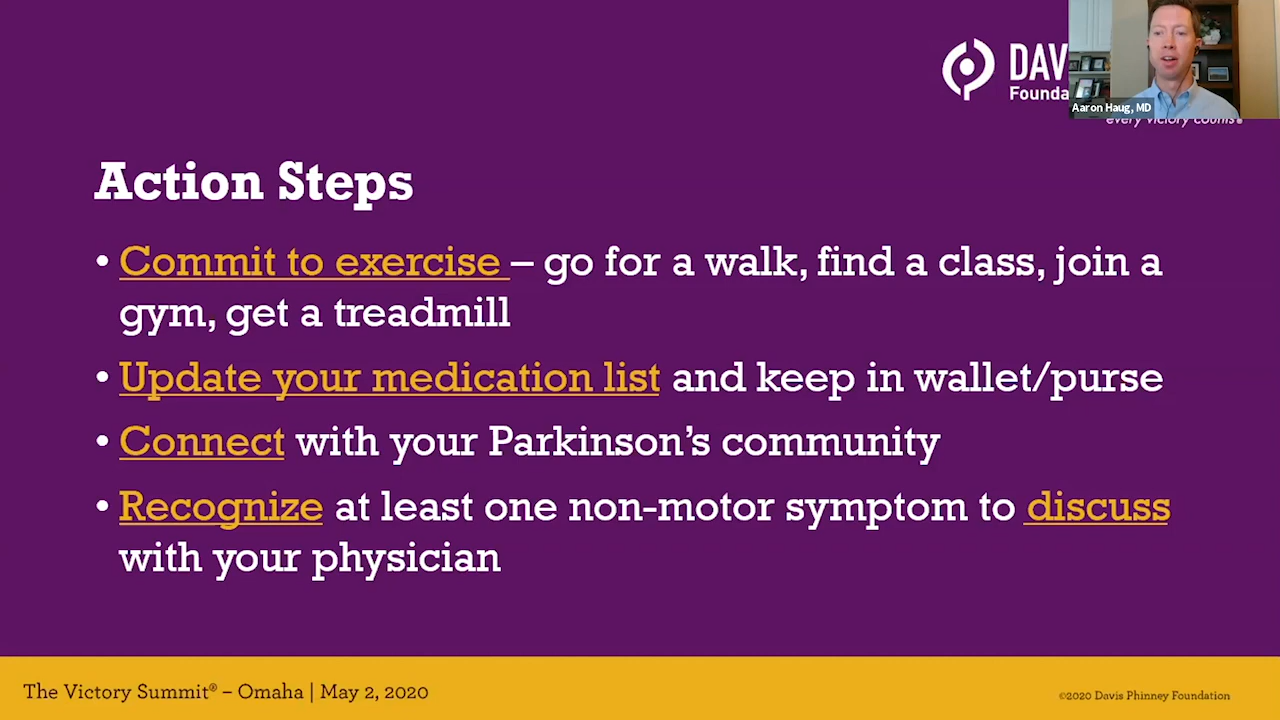 DAV
Founda
Aaron Haug, MD
every victory counts®
Action Steps
• Commit to exercise – go for a walk, find a class, join a
gym, get a treadmill
• Update your medication list and keep in wallet/purse
• Connect with your Parkinson’s community
• Recognize at least one non-motor symptom to discuss
with your physician
The Victory Summit® – Omaha | May 2, 2020
©2020 Davis Phinney Foundation